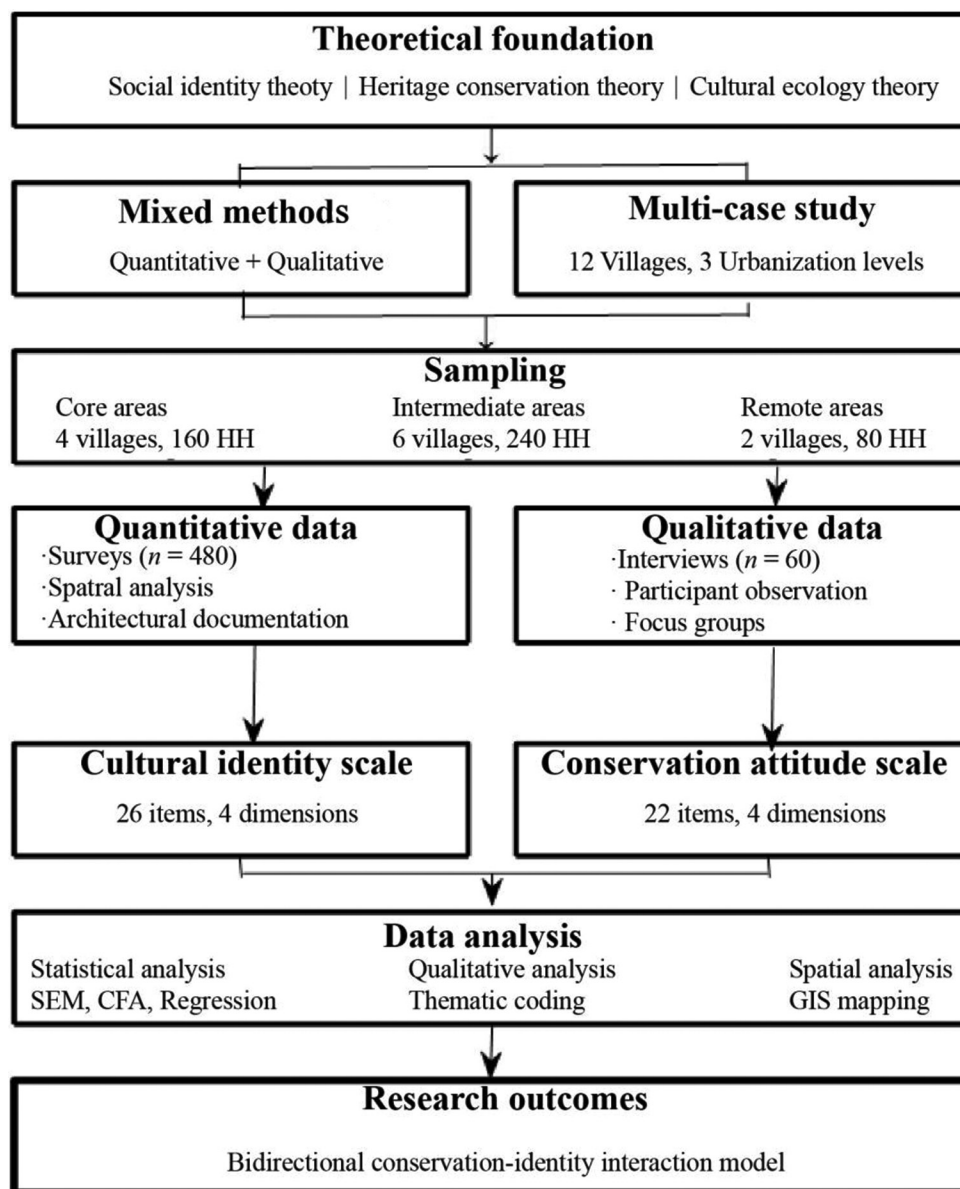 Theoretical foundation
Social identity theoty | Heritage conservation theory | Cultural ecology theory
Mixed methods
Quantitative + Qualitative
Multi-case study
12 Villages, 3 Urbanization levels
Sampling
Core areas
4 villages, 160 HH
Intermediate areas
6 villages, 240 HH
Remote areas
2 villages, 80 HH
Quantitative data
·Surveys (n = 480)
·Spatral analysis
·Architectural documentation
Qualitative data
·Interviews (n = 60)
· Participant observation
· Focus groups
Cultural identity scale
26 items, 4 dimensions
Conservation attitude scale
22 items, 4 dimensions
Data analysis
Statistical analysis
SEM, CFA, Regression
Qualitative analysis
Thematic coding
Spatial analysis
GIS mapping
Research outcomes
Bidirectional conservation-identity interaction model